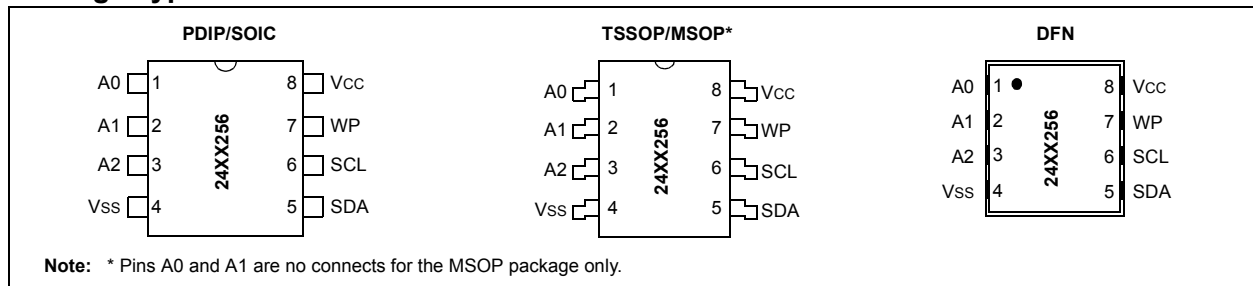 PDIP/SOIC
A0 1 8 VCC
A1 2 7 WP
A2 3 6 SCL
VSS 4 5 SDA
24XX256
TSSOP/MSOP*
A0 1 8 VCC
A1 2 7 WP
A2 3 6 SCL
VSS 4 5 SDA
24XX256
DFN
A0 1 8 VCC
A1 2 7 WP
A2 3 6 SCL
VSS 4 5 SDA
24XX256
Note: * Pins A0 and A1 are no connects for the MSOP package only.